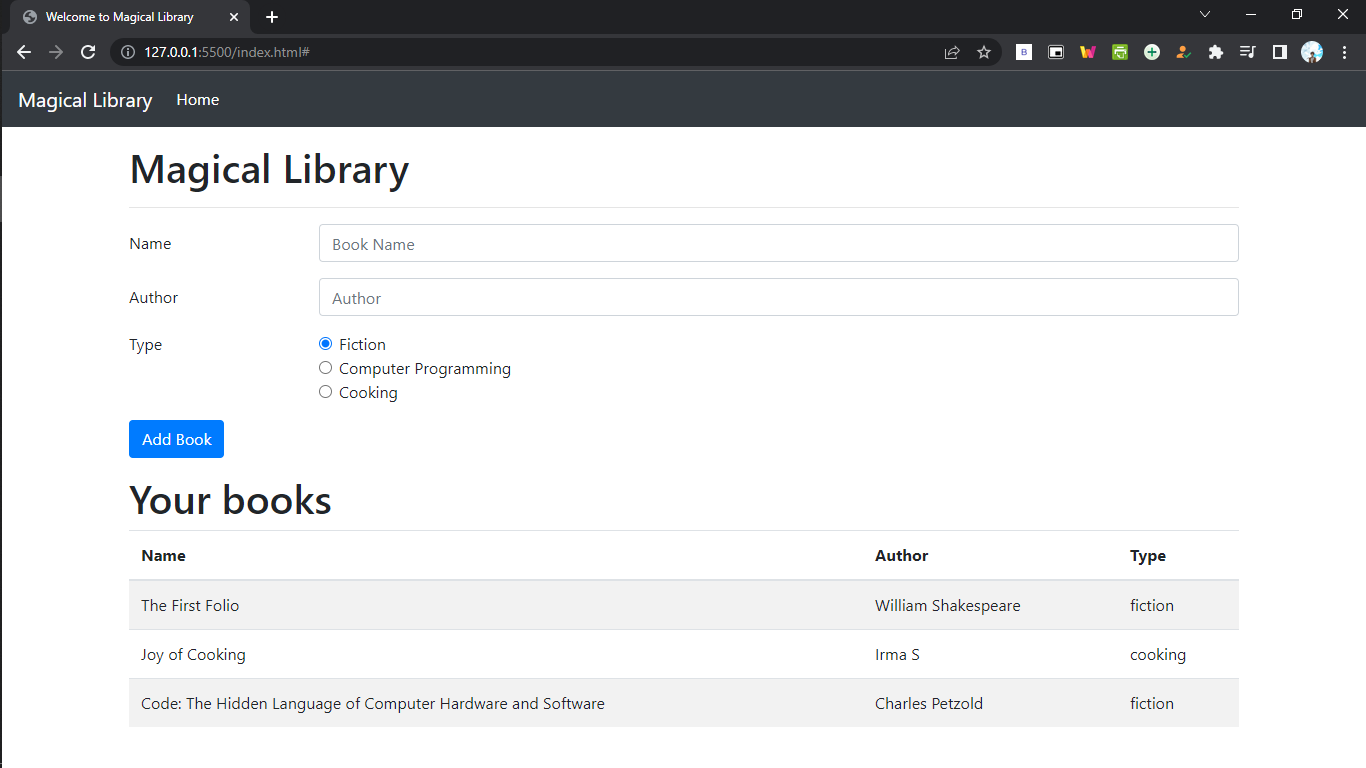 Welcome to Magical Library
127.0.0.1:5500/index.html#
Magical Library Home
Magical Library
Name Book Name
Author Author
Type Fiction
Computer Programming
Cooking
Add Book
Your books
Name Author Type
The First Folio William Shakespeare fiction
Joy of Cooking Irma S cooking
Code: The Hidden Language of Computer Hardware and Software Charles Petzold fiction